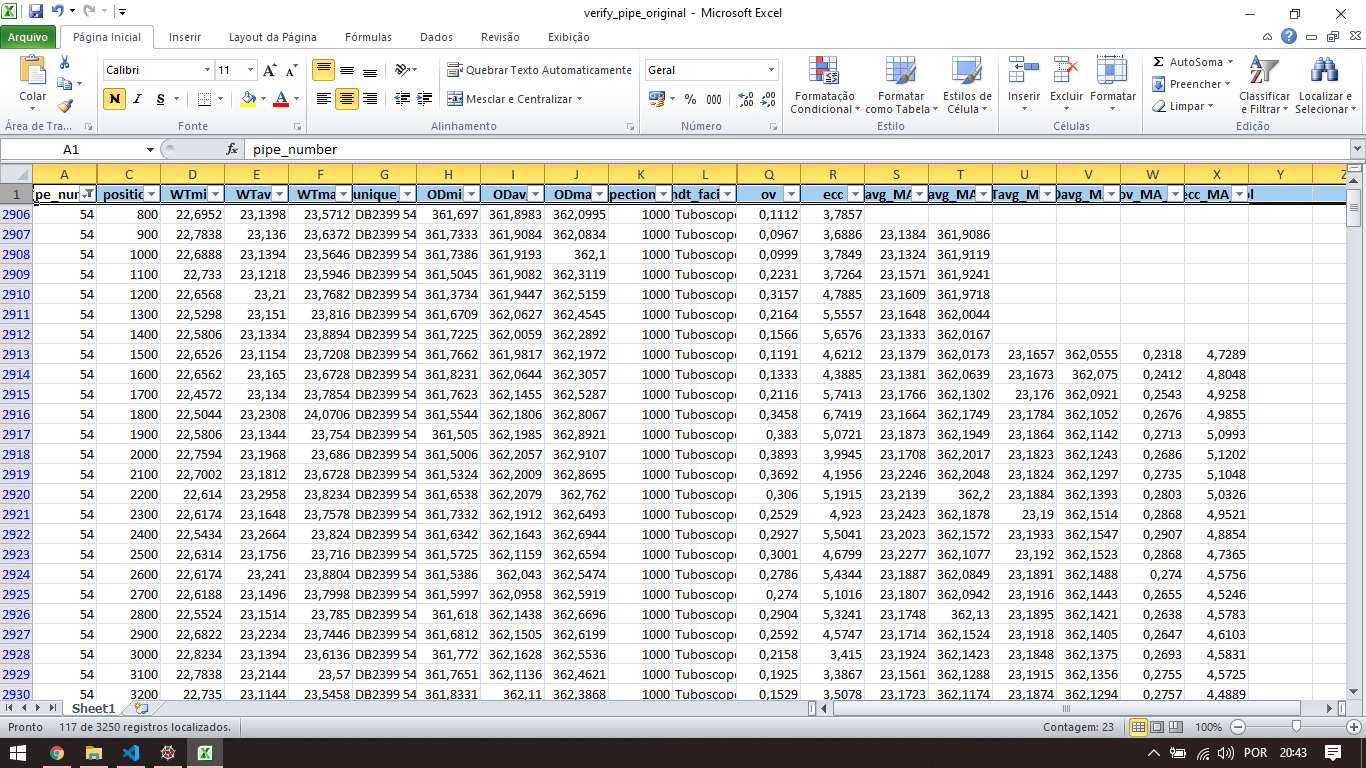 verify_pipe_original - Microsoft Excel
Arquivo Página Inicial Inserir Layout da Página Fórmulas Dados Revisão Exibição
Colar
Calibri 11
N I S
Quebrar Texto Automaticamente
Mesclar e Centralizar
Geral
% 000
Formatação Condicional
Formatar como Tabela
Estilos de Célula
Inserir Excluir Formatar
Σ AutoSoma
Preencher
Limpar
Classificar e Filtrar
Localizar e Selecionar
Área de Tra... Fonte Alinhamento Número Estilo Células Edição
A1 fx pipe_number
A C D E F G H I J K L Q R S T U V W X Y Z
1 pe_nun positic WTmi WTav WTma unique_ ODmi ODav ODma pection ndt_faci ov ecc avg_MA avg_MA Tavg_M Davg_MA ov_MA_ ecc_MA_ ol
2906 54 800 22,6952 23,1398 23,5712 DB2399 54 361,697 361,8983 362,0995 1000 Tuboscope 0,1112 3,7857
2907 54 900 22,7838 23,136 23,6372 DB2399 54 361,7333 361,9084 362,0834 1000 Tuboscope 0,0967 3,6886 23,1384 361,9086
2908 54 1000 22,6888 23,1394 23,5646 DB2399 54 361,7386 361,9193 362,1 1000 Tuboscope 0,0999 3,7849 23,1324 361,9119
2909 54 1100 22,733 23,1218 23,5946 DB2399 54 361,5045 361,9082 362,3119 1000 Tuboscope 0,2231 3,7264 23,1571 361,9241
2910 54 1200 22,6568 23,21 23,7682 DB2399 54 361,3734 361,9447 362,5159 1000 Tuboscope 0,3157 4,7885 23,1609 361,9718
2911 54 1300 22,5298 23,151 23,816 DB2399 54 361,6709 362,0627 362,4545 1000 Tuboscope 0,2164 5,5557 23,1648 362,0044
2912 54 1400 22,5806 23,1334 23,8894 DB2399 54 361,7225 362,0059 362,2892 1000 Tuboscope 0,1566 5,6576 23,1333 362,0167
2913 54 1500 22,6526 23,1154 23,7208 DB2399 54 361,7662 361,9817 362,1972 1000 Tuboscope 0,1191 4,6212 23,1379 362,0173 23,1657 362,0555 0,2318 4,7289
2914 54 1600 22,6562 23,165 23,6728 DB2399 54 361,8231 362,0644 362,3057 1000 Tuboscope 0,1333 4,3885 23,1381 362,0639 23,1673 362,075 0,2412 4,8048
2915 54 1700 22,4572 23,134 23,7854 DB2399 54 361,7623 362,1455 362,5287 1000 Tuboscope 0,2116 5,7413 23,1766 362,1302 23,176 362,0921 0,2543 4,9258
2916 54 1800 22,5044 23,2308 24,0706 DB2399 54 361,5544 362,1806 362,8067 1000 Tuboscope 0,3458 6,7419 23,1664 362,1749 23,1784 362,1052 0,2676 4,9855
2917 54 1900 22,5806 23,1344 23,754 DB2399 54 361,505 362,1985 362,8921 1000 Tuboscope 0,383 5,0721 23,1873 362,1949 23,1864 362,1142 0,2713 5,0993
2918 54 2000 22,7594 23,1968 23,686 DB2399 54 361,5006 362,2057 362,9107 1000 Tuboscope 0,3893 3,9945 23,1708 362,2017 23,1823 362,1243 0,2686 5,1202
2919 54 2100 22,7002 23,1812 23,6728 DB2399 54 361,5324 362,2009 362,8695 1000 Tuboscope 0,3692 4,1956 23,2246 362,2048 23,1824 362,1297 0,2735 5,1048
2920 54 2200 22,614 23,2958 23,8234 DB2399 54 361,6538 362,2079 362,762 1000 Tuboscope 0,306 5,1915 23,2139 362,2 23,1884 362,1393 0,2803 5,0326
2921 54 2300 22,6174 23,1648 23,7578 DB2399 54 361,7332 362,1912 362,6493 1000 Tuboscope 0,2529 4,923 23,2423 362,1878 23,19 362,1514 0,2868 4,9521
2922 54 2400 22,5434 23,2664 23,824 DB2399 54 361,6342 362,1643 362,6944 1000 Tuboscope 0,2927 5,5041 23,2023 362,1572 23,1933 362,1547 0,2907 4,8854
2923 54 2500 22,6314 23,1756 23,716 DB2399 54 361,5725 362,1159 362,6594 1000 Tuboscope 0,3001 4,6799 23,2277 362,1077 23,192 362,1523 0,2868 4,7365
2924 54 2600 22,6174 23,241 23,8804 DB2399 54 361,5386 362,043 362,5474 1000 Tuboscope 0,2786 5,4344 23,1887 362,0849 23,1891 362,1488 0,274 4,5756
2925 54 2700 22,6188 23,1496 23,7998 DB2399 54 361,5997 362,0958 362,5919 1000 Tuboscope 0,274 5,1016 23,1807 362,0942 23,1916 362,1443 0,2655 4,5246
2926 54 2800 22,5524 23,1514 23,785 DB2399 54 361,618 362,1438 362,6696 1000 Tuboscope 0,2904 5,3241 23,1748 362,13 23,1895 362,1421 0,2638 4,5783
2927 54 2900 22,6822 23,2234 23,7446 DB2399 54 361,6812 362,1505 362,6199 1000 Tuboscope 0,2592 4,5747 23,1714 362,1524 23,1918 362,1405 0,2647 4,6103
2928 54 3000 22,8234 23,1394 23,6136 DB2399 54 361,772 362,1628 362,5536 1000 Tuboscope 0,2158 3,415 23,1924 362,1423 23,1848 362,1375 0,2693 4,5831
2929 54 3100 22,7838 23,2144 23,57 DB2399 54 361,7651 362,1136 362,4621 1000 Tuboscope 0,1925 3,3867 23,1561 362,1288 23,1915 362,1356 0,2755 4,5725
2930 54 3200 22,735 23,1144 23,5458 DB2399 54 361,8331 362,11 362,3868 1000 Tuboscope 0,1529 3,5078 23,1723 362,1174 23,1874 362,1294 0,2757 4,4889
Sheet1
Pronto 117 de 3250 registros localizados. Contagem: 23 100%
POR 20:43